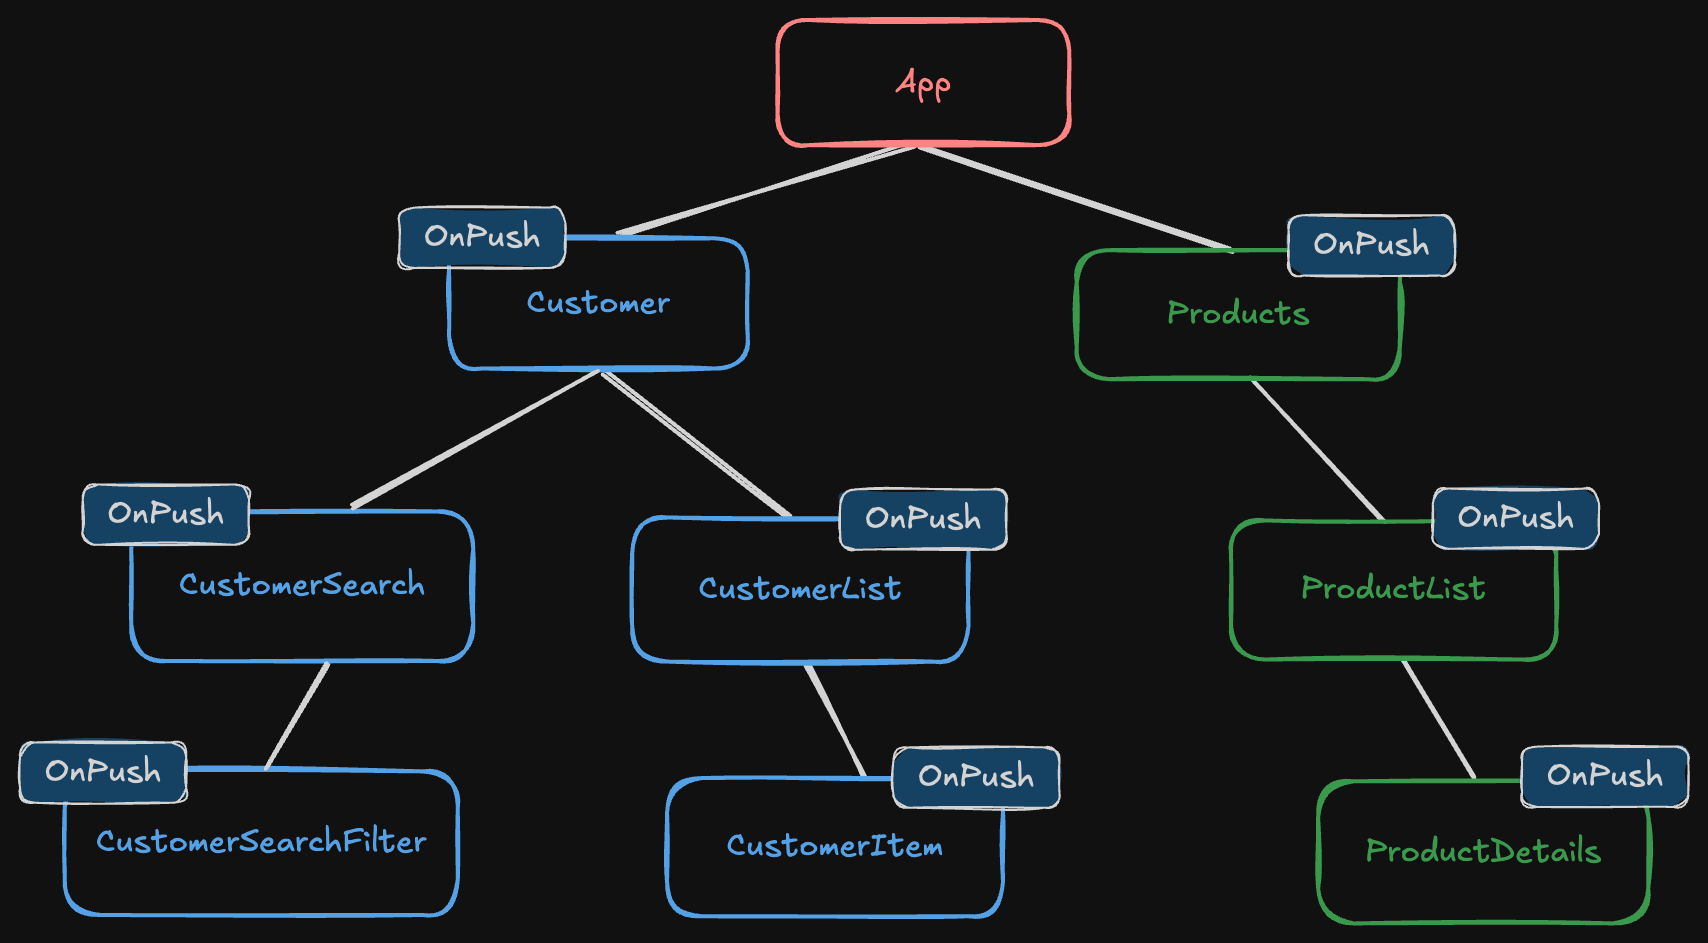 App
OnPush
Customer
OnPush
Products
OnPush
CustomerSearch
OnPush
CustomerList
OnPush
ProductList
OnPush
CustomerSearchFilter
OnPush
CustomerItem
OnPush
ProductDetails